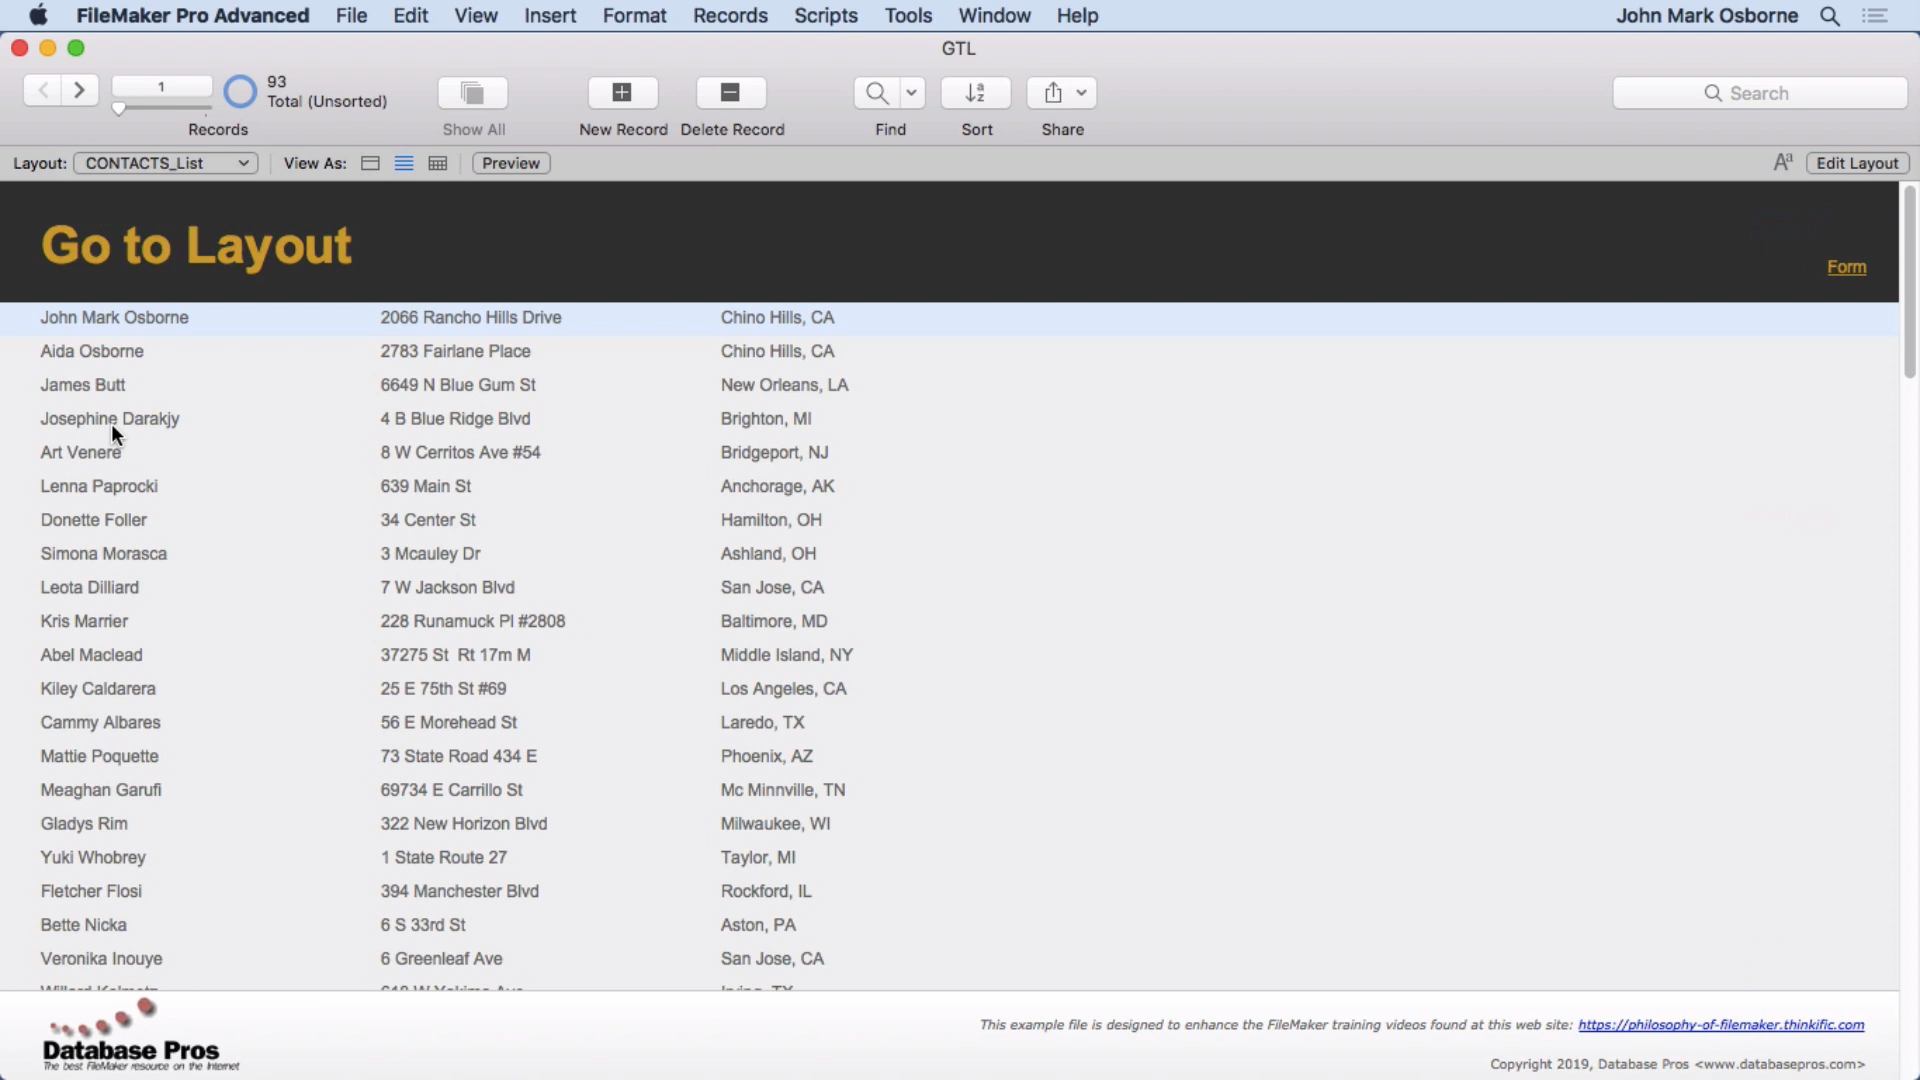 FileMaker Pro Advanced File Edit View Insert Format Records Scripts Tools Window Help John Mark Osborne
GTL
1 93 Total (Unsorted) Search
Records Show All New Record Delete Record Find Sort Share
Layout: CONTACTS_List View As: Preview Aa Edit Layout
Go to Layout
Form
John Mark Osborne 2066 Rancho Hills Drive Chino Hills, CA
Aida Osborne 2783 Fairlane Place Chino Hills, CA
James Butt 6649 N Blue Gum St New Orleans, LA
Josephine Darakjy 4 B Blue Ridge Blvd Brighton, MI
Art Venere 8 W Cerritos Ave #54 Bridgeport, NJ
Lenna Paprocki 639 Main St Anchorage, AK
Donette Foller 34 Center St Hamilton, OH
Simona Morasca 3 Mcauley Dr Ashland, OH
Leota Dilliard 7 W Jackson Blvd San Jose, CA
Kris Marrier 228 Runamuck Pl #2808 Baltimore, MD
Abel Maclead 37275 St Rt 17m M Middle Island, NY
Kiley Caldarera 25 E 75th St #69 Los Angeles, CA
Cammy Albares 56 E Morehead St Laredo, TX
Mattie Poquette 73 State Road 434 E Phoenix, AZ
Meaghan Garufi 69734 E Carrillo St Mc Minnville, TN
Gladys Rim 322 New Horizon Blvd Milwaukee, WI
Yuki Whobrey 1 State Route 27 Taylor, MI
Fletcher Flosi 394 Manchester Blvd Rockford, IL
Bette Nicka 6 S 33rd St Aston, PA
Veronika Inouye 6 Greenleaf Ave San Jose, CA
This example file is designed to enhance the FileMaker training videos found at this web site: https://philosophy-of-filemaker.thinkific.com
Database Pros
The best FileMaker resource on the Internet
Copyright 2019, Database Pros <www.databasepros.com>